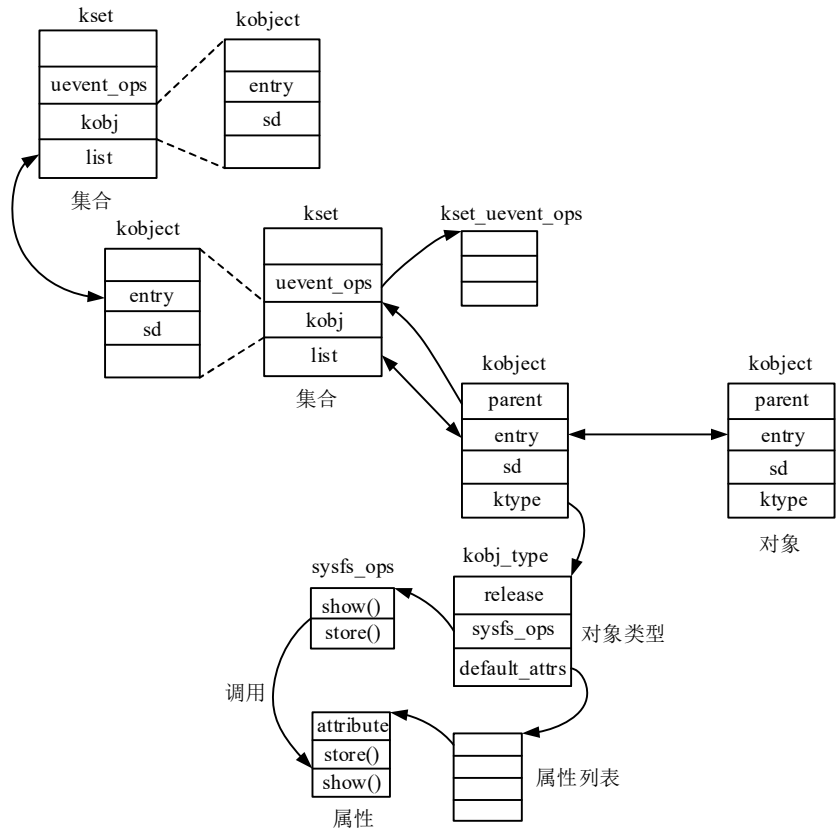 kset
kobject
uevent_ops
entry
kobj
sd
list
集合
kobject
kset
kset_uevent_ops
entry
uevent_ops
sd
kobj
list
集合
kobject
kobject
parent
parent
entry
entry
sd
sd
ktype
ktype
对象
kobj_type
sysfs_ops
release
show()
sysfs_ops
store()
对象类型
default_attrs
调用
attribute
store()
show()
属性列表
属性